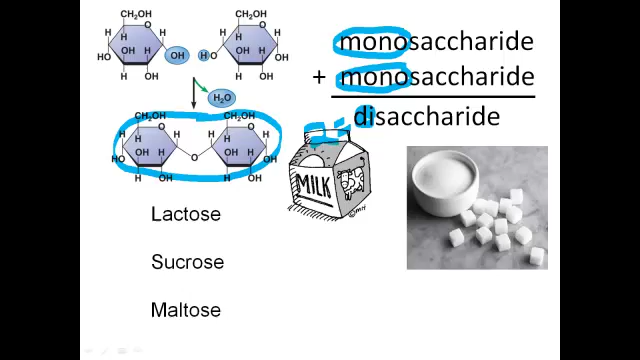 CH₂OH CH₂OH
H O H H O H
H H
HO OH H OH H O OH H OH
H OH H OH
H₂O
CH₂OH CH₂OH
H O H H O H
H H
HO OH H O OH H OH
H OH H OH
monosaccharide
+ monosaccharide
disaccharide
MILK
Lactose
Sucrose
Maltose